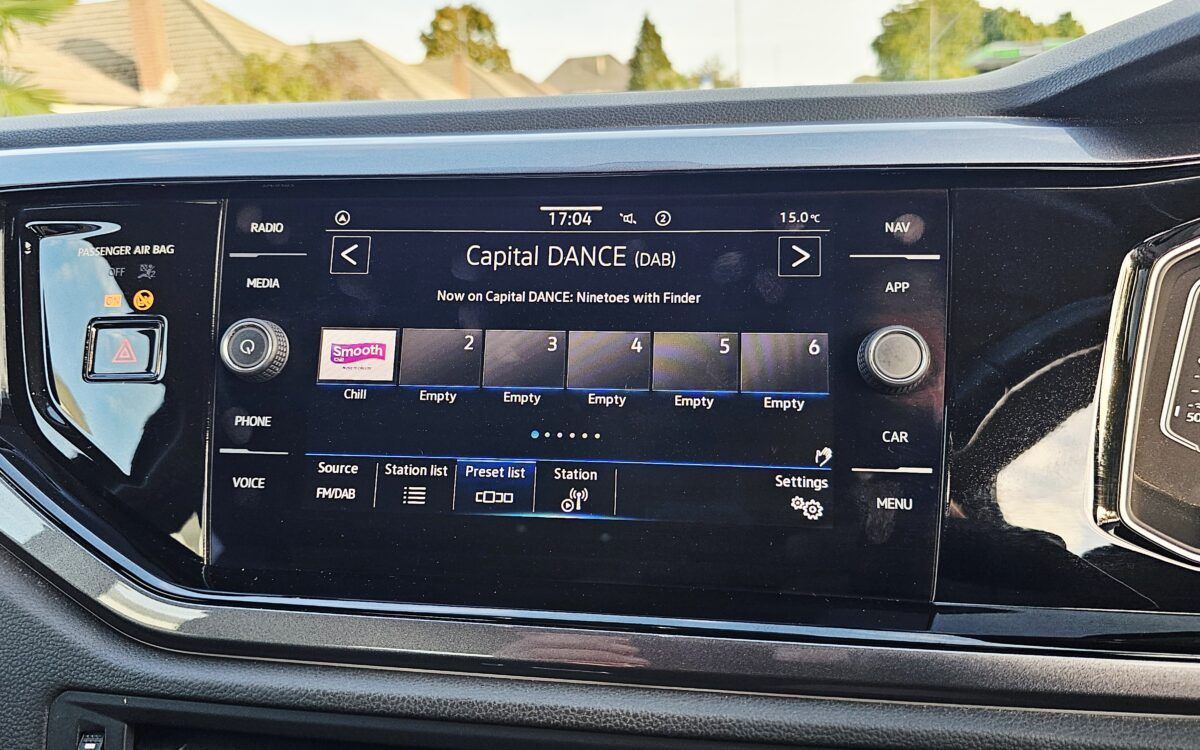 PASSENGER AIR BAG
OFF
ON
RADIO
MEDIA
PHONE
VOICE
17:04
2
15.0°C
<
Capital DANCE (DAB)
>
Now on Capital DANCE: Ninetoes with Finder
Smooth
2
3
4
5
6
Chill
Empty
Empty
Empty
Empty
Empty
Source
FM/DAB
Station list
Preset list
Station
Settings
NAV
APP
CAR
MENU
50